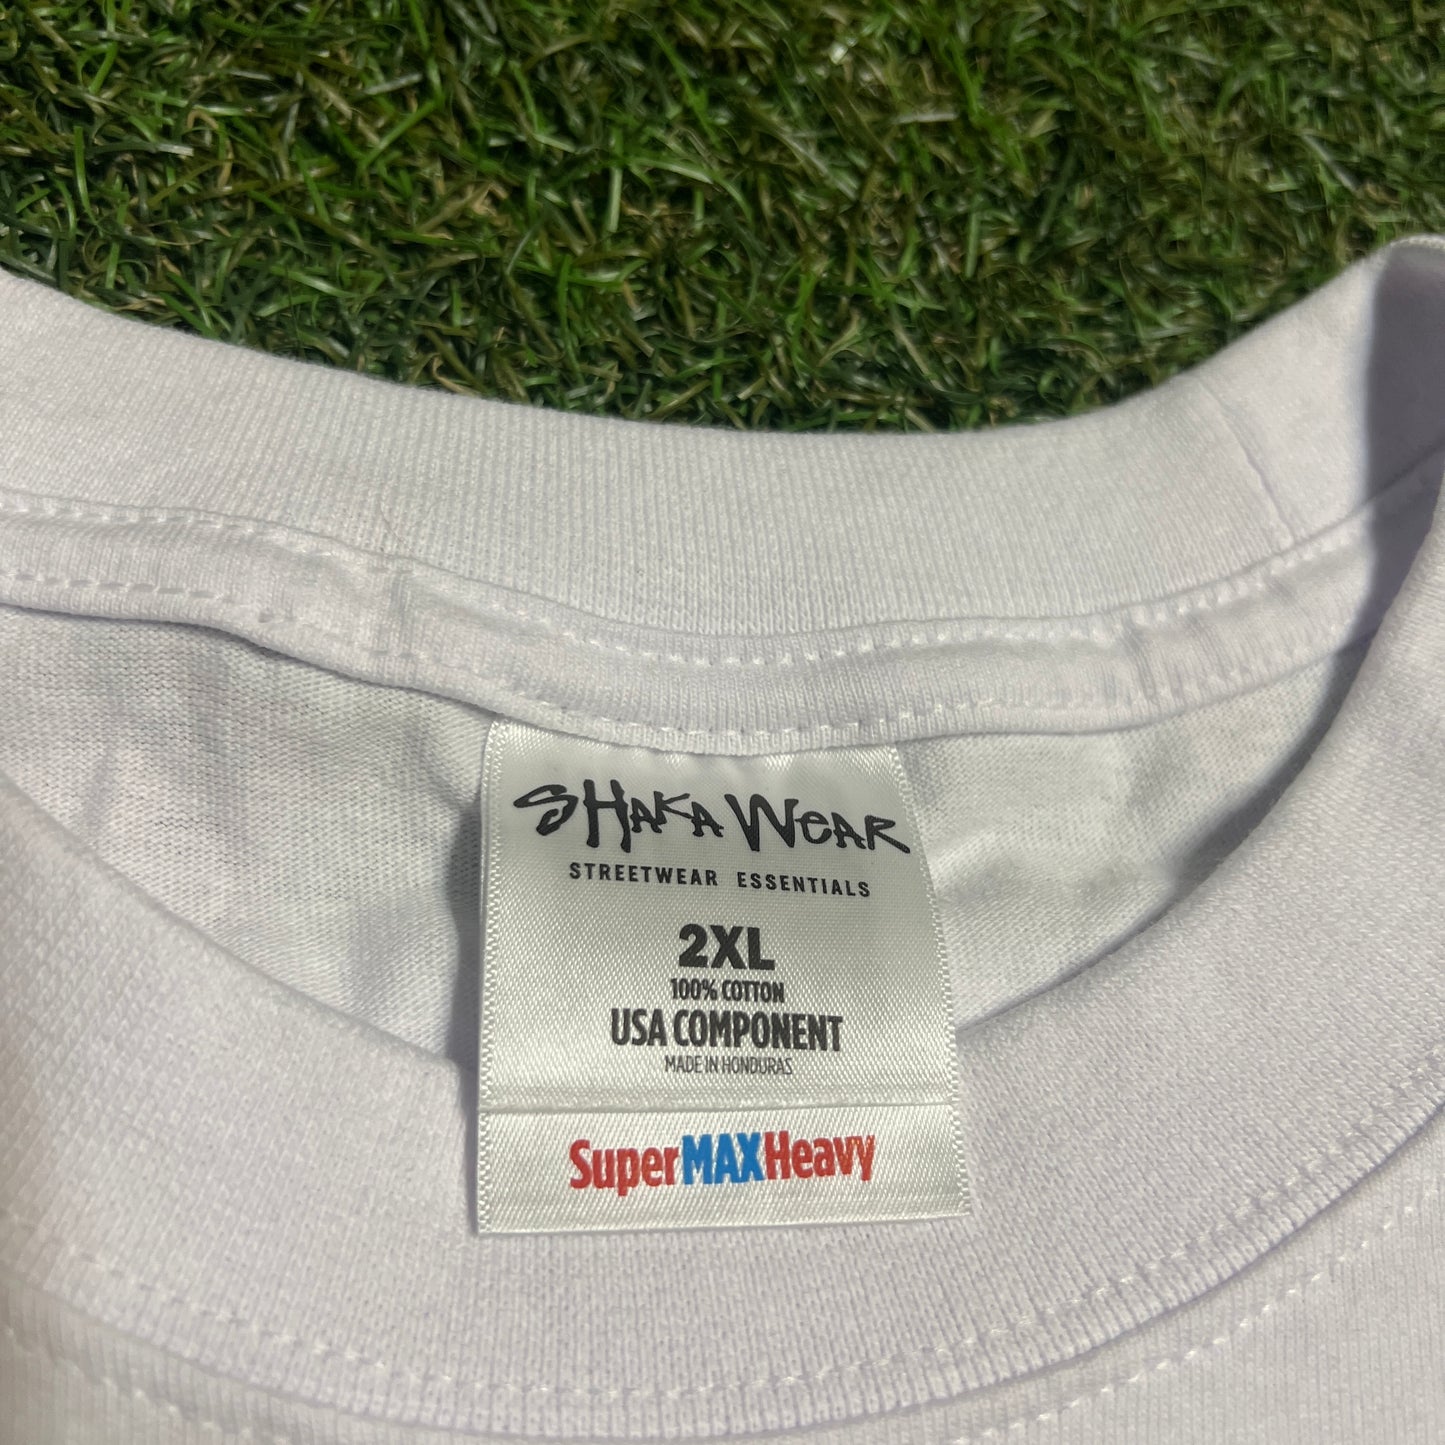 SHAKA WEAR
STREETWEAR ESSENTIALS
2XL
100% COTTON
USA COMPONENT
MADE IN HONDURAS
SuperMAXHeavy